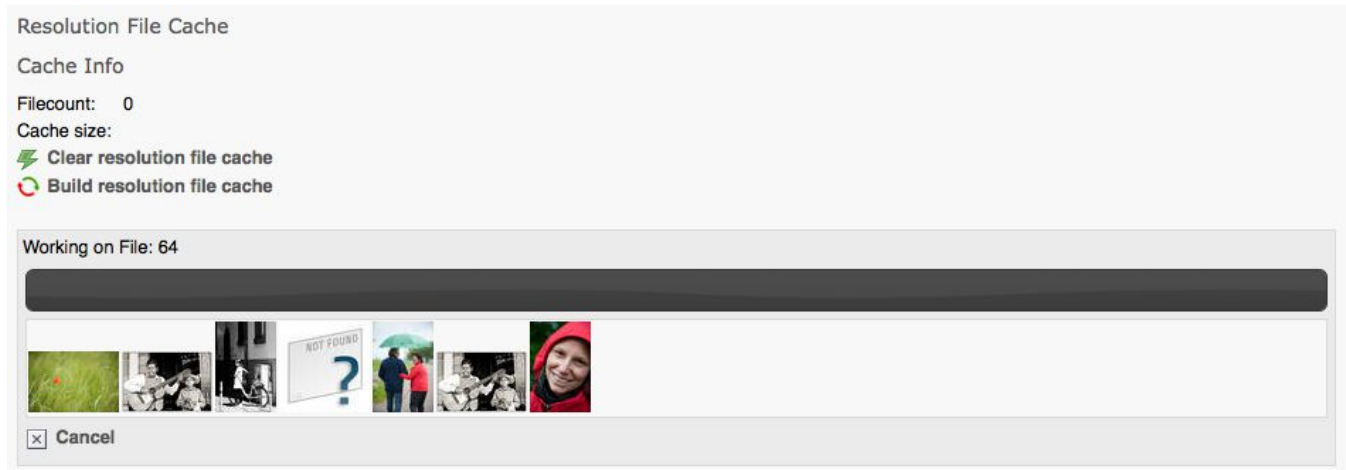 Resolution File Cache
Cache Info
Filecount: 0
Cache size:
Clear resolution file cache
Build resolution file cache
Working on File: 64
NOT FOUND
?
Cancel